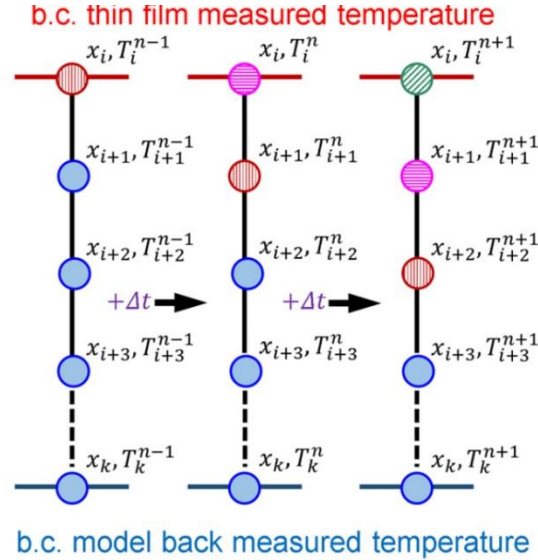 b.c. thin film measured temperature
x_i, T_i^{n-1} x_i, T_i^n x_i, T_i^{n+1}
x_{i+1}, T_{i+1}^{n-1} x_{i+1}, T_{i+1}^n x_{i+1}, T_{i+1}^{n+1}
x_{i+2}, T_{i+2}^{n-1} x_{i+2}, T_{i+2}^n x_{i+2}, T_{i+2}^{n+1}
+Δt +Δt
x_{i+3}, T_{i+3}^{n-1} x_{i+3}, T_{i+3}^n x_{i+3}, T_{i+3}^{n+1}
x_k, T_k^{n-1} x_k, T_k^n x_k, T_k^{n+1}
b.c. model back measured temperature